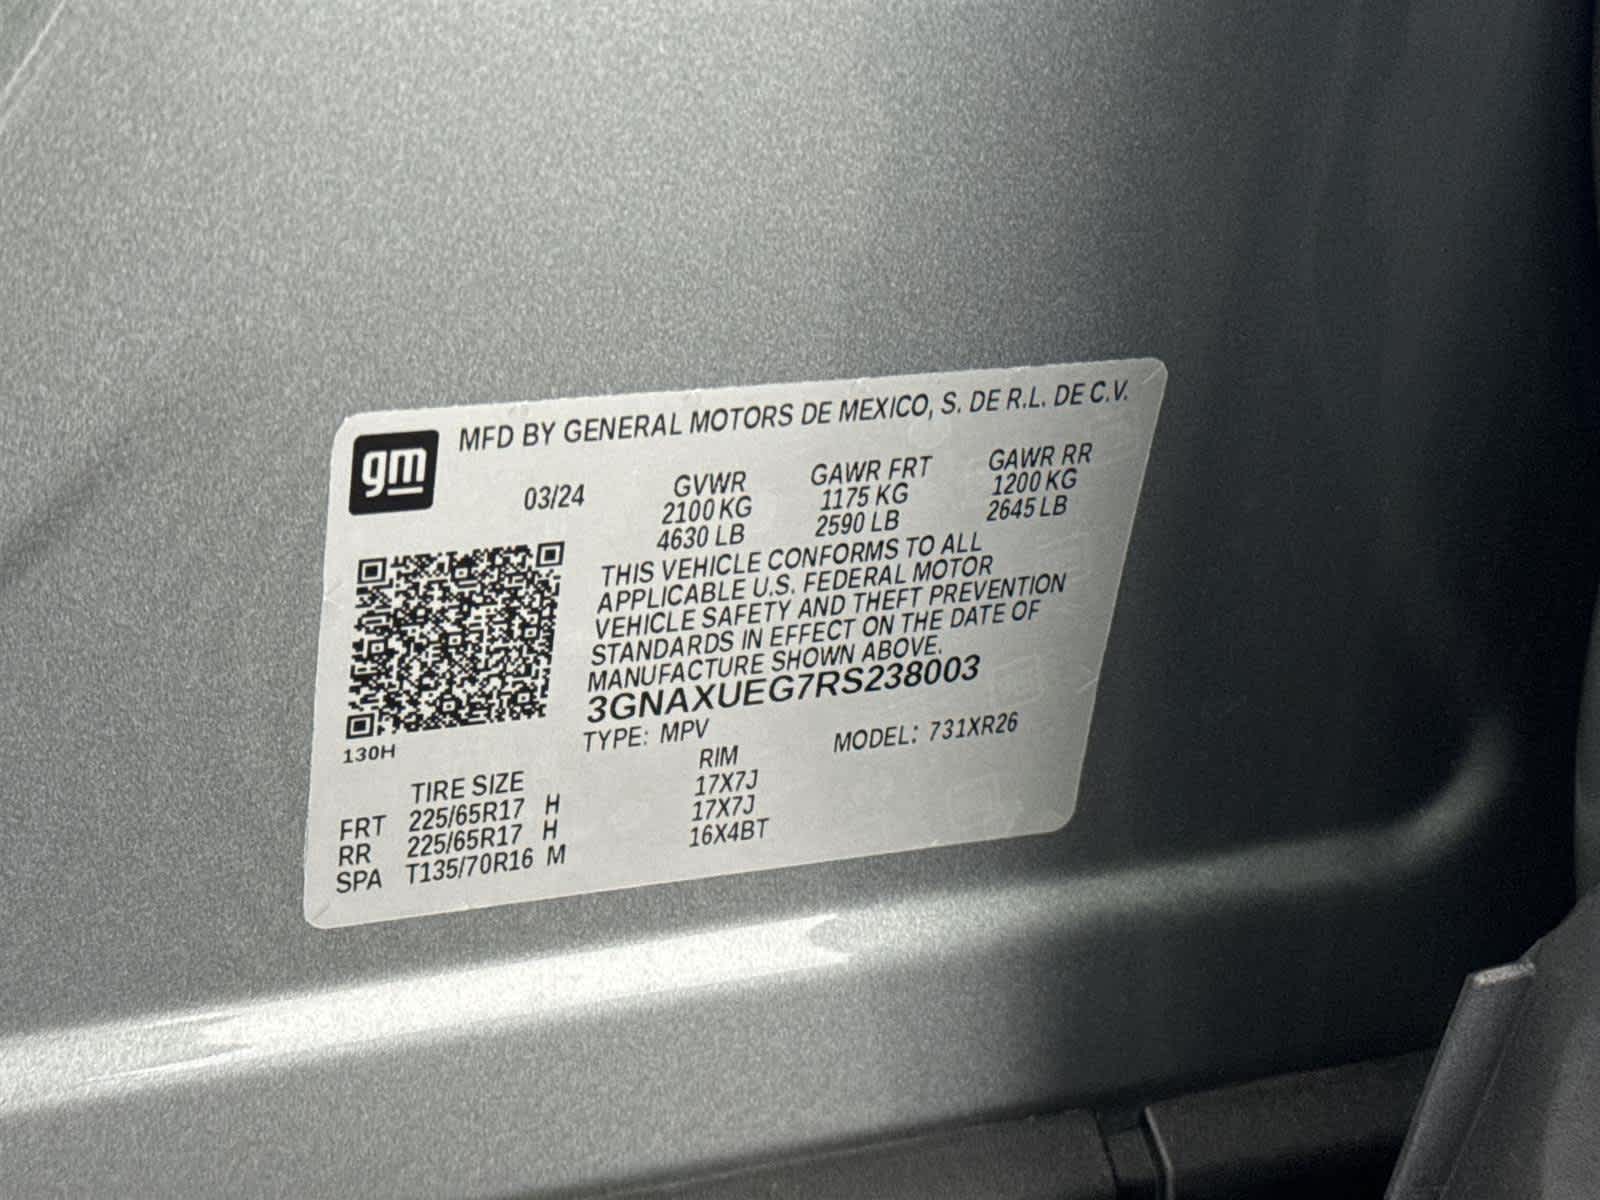 gm
MFD BY GENERAL MOTORS DE MEXICO, S. DE R.L. DE C.V.
03/24
GVWR
2100 KG
4630 LB
GAWR FRT
1175 KG
2590 LB
GAWR RR
1200 KG
2645 LB
THIS VEHICLE CONFORMS TO ALL
APPLICABLE U.S. FEDERAL MOTOR
VEHICLE SAFETY AND THEFT PREVENTION
STANDARDS IN EFFECT ON THE DATE OF
MANUFACTURE SHOWN ABOVE.
3GNAXUEG7RS238003
TYPE: MPV MODEL: 731XR26
130H
TIRE SIZE RIM
FRT 225/65R17 H 17X7J
RR 225/65R17 H 17X7J
SPA T135/70R16 M 16X4BT